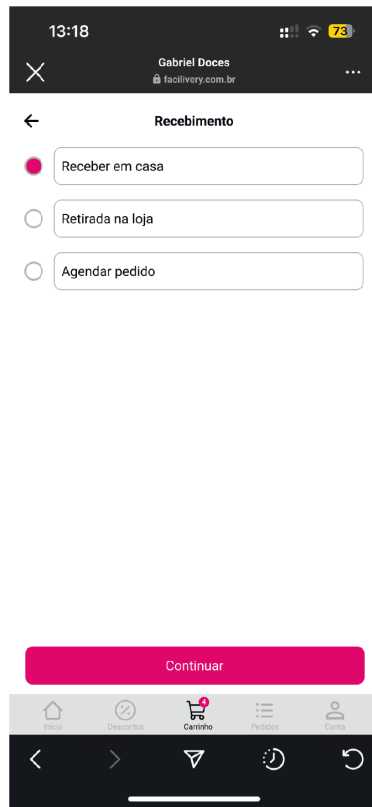 13:18
73
Gabriel Doces
facilivery.com.br
Recebimento
Receber em casa
Retirada na loja
Agendar pedido
Continuar
4
Início
Descontos
Carrinho
Pedidos
Conta